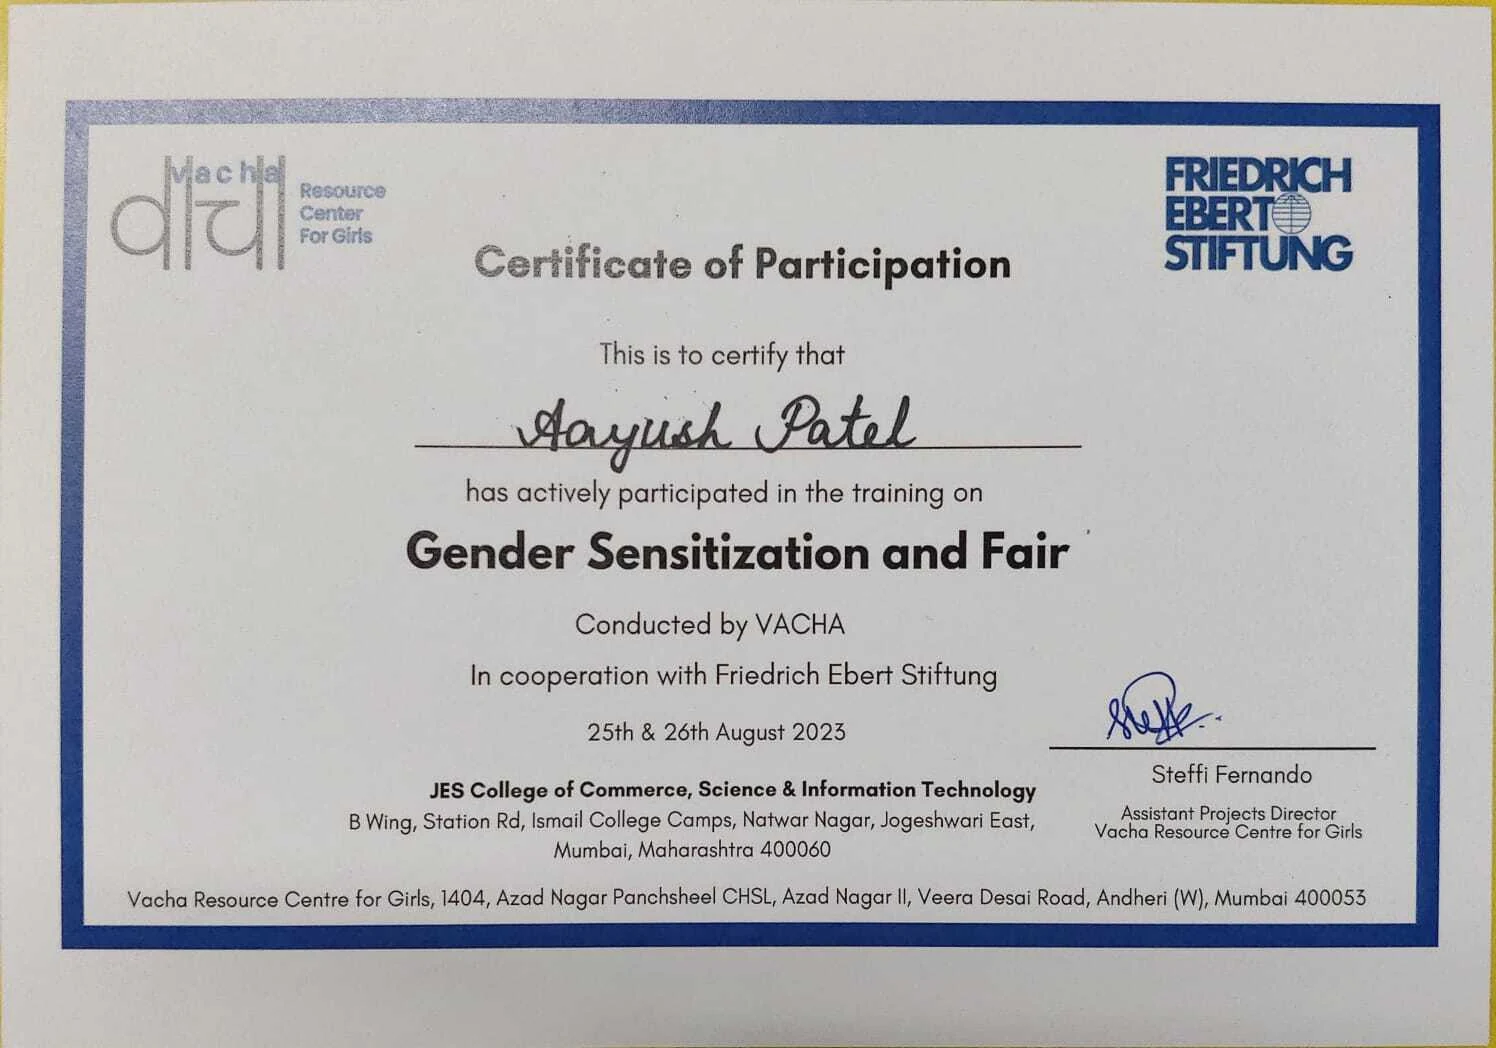 Vacha
वाचा
Resource
Center
For Girls
FRIEDRICH
EBERT
STIFTUNG
Certificate of Participation
This is to certify that
Aayush Patel
has actively participated in the training on
Gender Sensitization and Fair
Conducted by VACHA
In cooperation with Friedrich Ebert Stiftung
25th & 26th August 2023
JES College of Commerce, Science & Information Technology
B Wing, Station Rd, Ismail College Camps, Natwar Nagar, Jogeshwari East,
Mumbai, Maharashtra 400060
Steffi Fernando
Assistant Projects Director
Vacha Resource Centre for Girls
Vacha Resource Centre for Girls, 1404, Azad Nagar Panchsheel CHSL, Azad Nagar II, Veera Desai Road, Andheri (W), Mumbai 400053